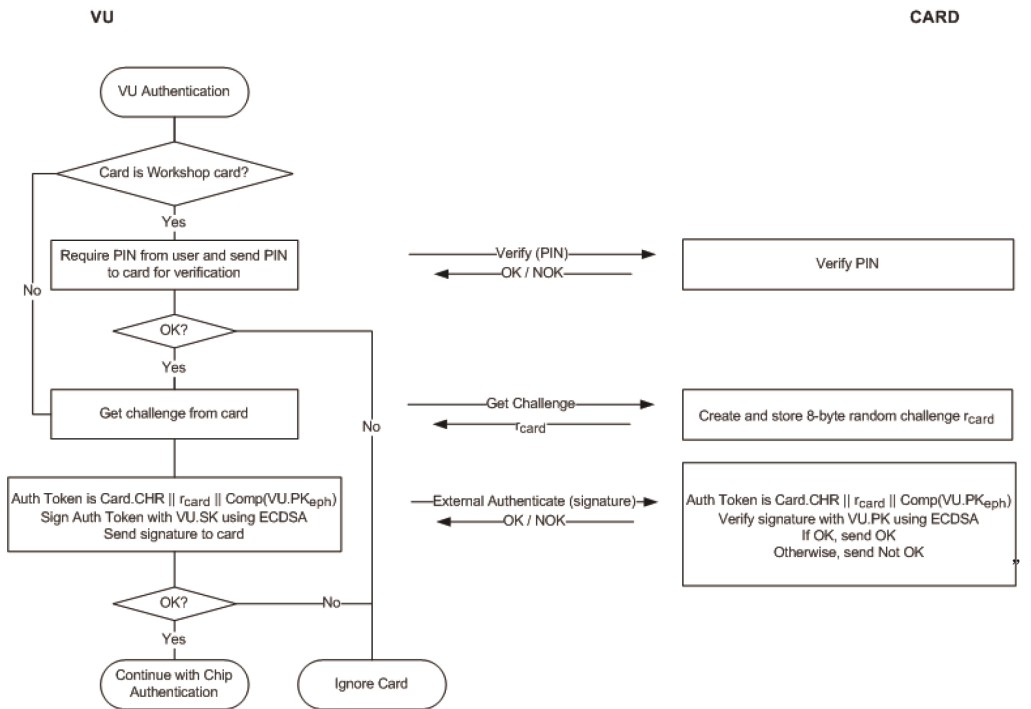 VU
CARD
VU Authentication
Card is Workshop card?
Yes
Require PIN from user and send PIN
to card for verification
Verify (PIN)
OK / NOK
Verify PIN
No
OK?
Yes
Get challenge from card
No
Get Challenge
rcard
Create and store 8-byte random challenge rcard
Auth Token is Card.CHR || rcard || Comp(VU.PKeph)
Sign Auth Token with VU.SK using ECDSA
Send signature to card
External Authenticate (signature)
OK / NOK
Auth Token is Card.CHR || rcard || Comp(VU.PKeph)
Verify signature with VU.PK using ECDSA
If OK, send OK
Otherwise, send Not OK
”
OK?
No
Yes
Continue with Chip
Authentication
Ignore Card